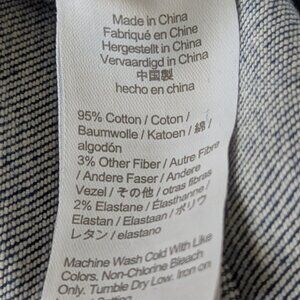 Made in China
Fabriqué en China
Hergestellt in China
Vervaardigd in China
中国製
hecho en china
95% Cotton / Coton /
Baumwolle / Katoen / 綿 /
algodón
3% Other Fiber / Autre Fibre
/ Andere Faser / Andere
Vezel / その他 / otras fibras
2% Elastane / Élasthanne /
Elastan / Elastaan / ポリウ
レタン / elastano
Machine Wash Cold With Like
Colors. Non-Chlorine Bleach
Only. Tumble Dry Low. Iron on